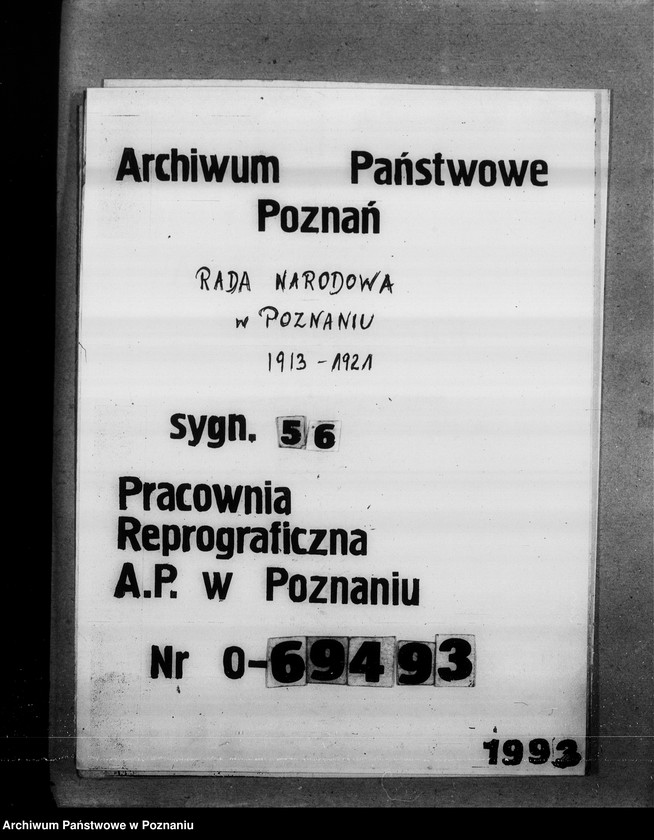 Archiwum Państwowe
Poznań
RADA NARODOWA
w POZNANIU
1913-1921
sygn. 56
Pracownia
Reprograficzna
A.P. w Poznaniu
Nr 0-69493
1993
Archiwum Państwowe w Poznaniu